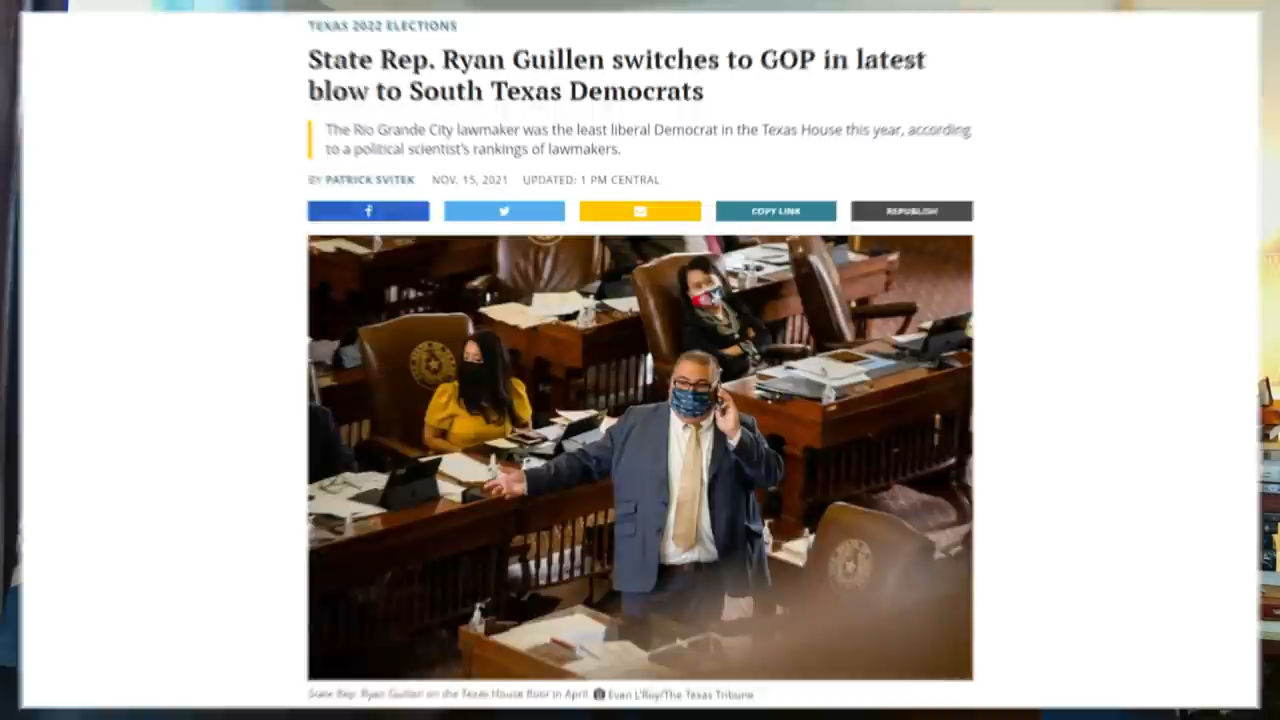 TEXAS 2022 ELECTIONS
State Rep. Ryan Guillen switches to GOP in latest
blow to South Texas Democrats
The Rio Grande City lawmaker was the least liberal Democrat in the Texas House this year, according
to a political scientist's rankings of lawmakers.
BY PATRICK SVITEK NOV. 15, 2021 UPDATED: 1 PM CENTRAL
COPY LINK REPUBLISH
State Rep. Ryan Guillen on the Texas House floor in April. Evan L'Roy/The Texas Tribune